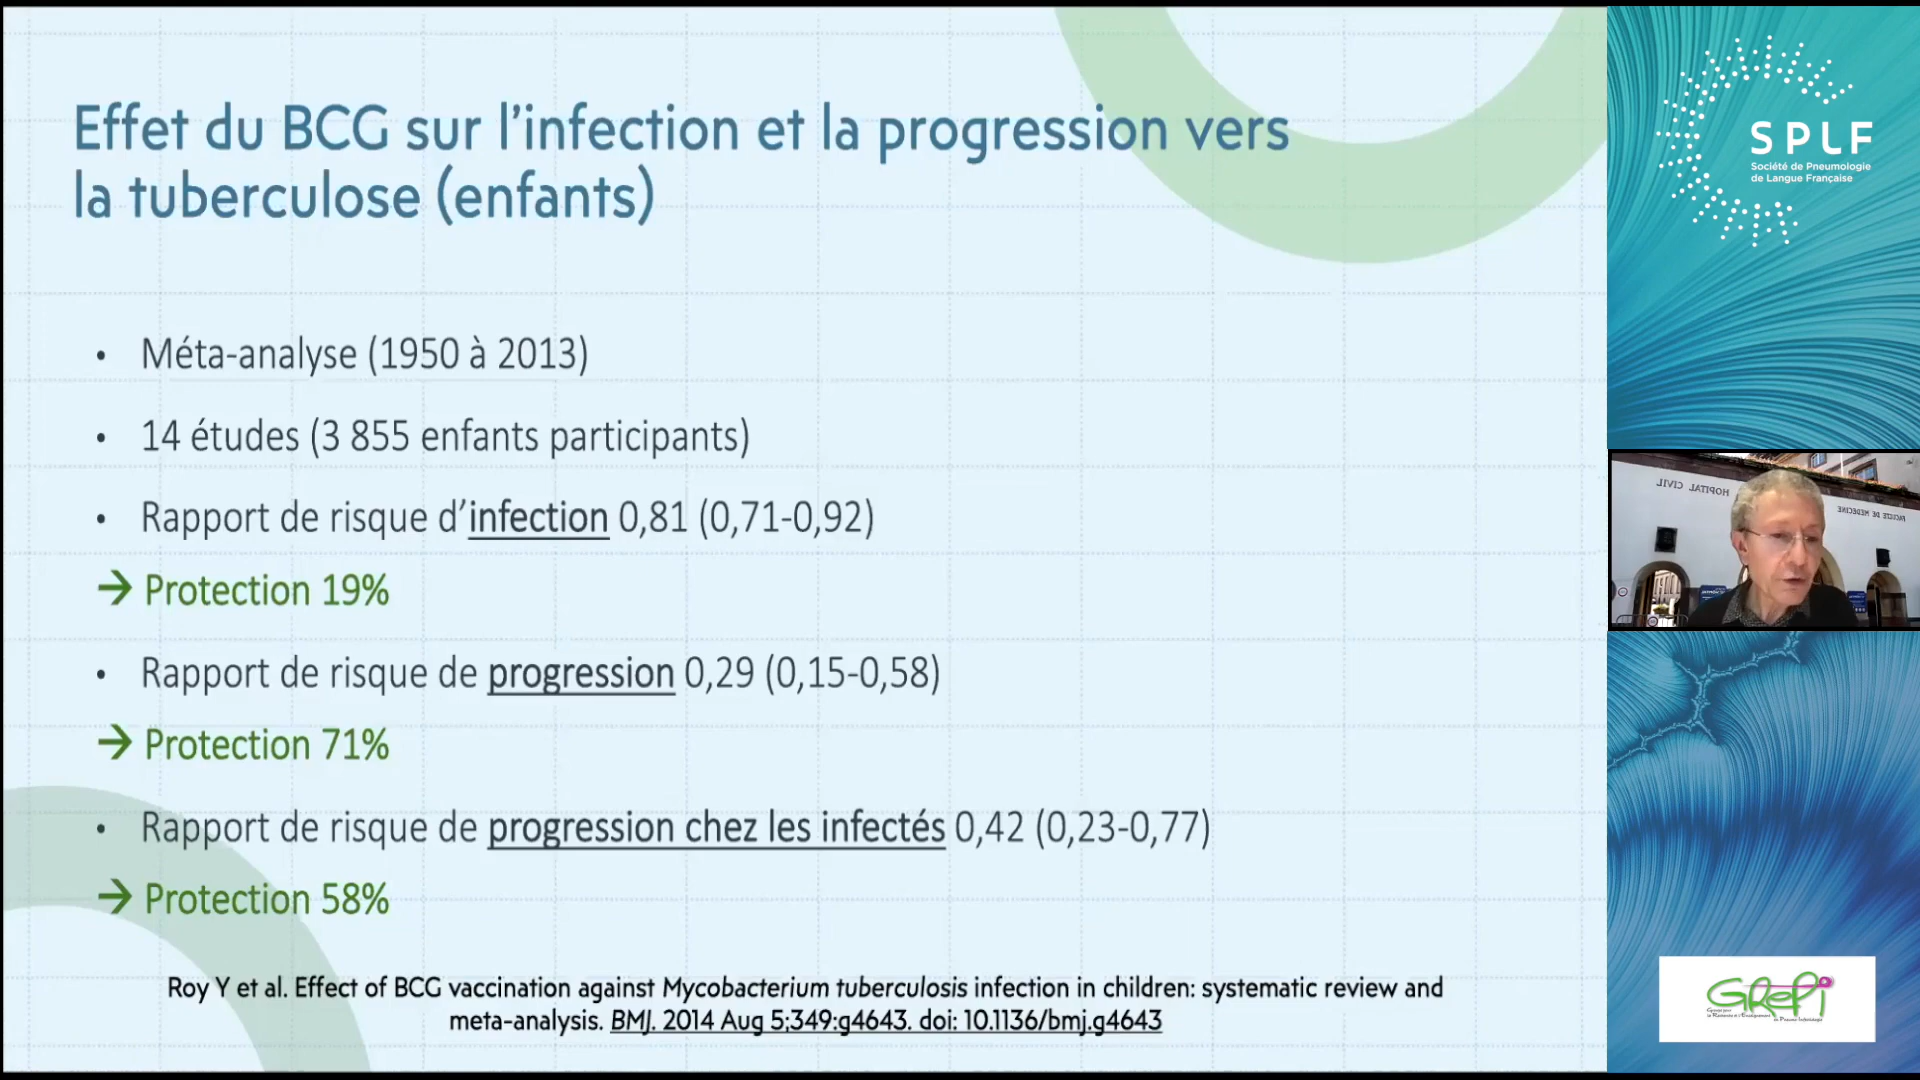 Effet du BCG sur l’infection et la progression vers
la tuberculose (enfants)
• Méta-analyse (1950 à 2013)
• 14 études (3 855 enfants participants)
• Rapport de risque d’infection 0,81 (0,71-0,92)
→ Protection 19%
• Rapport de risque de progression 0,29 (0,15-0,58)
→ Protection 71%
• Rapport de risque de progression chez les infectés 0,42 (0,23-0,77)
→ Protection 58%
Roy Y et al. Effect of BCG vaccination against Mycobacterium tuberculosis infection in children: systematic review and
meta-analysis. BMJ. 2014 Aug 5;349:g4643. doi: 10.1136/bmj.g4643
SPLF
Société de Pneumologie
de Langue Française
HOPITAL CIVIL
FACULTE DE MEDECINE
GREPI